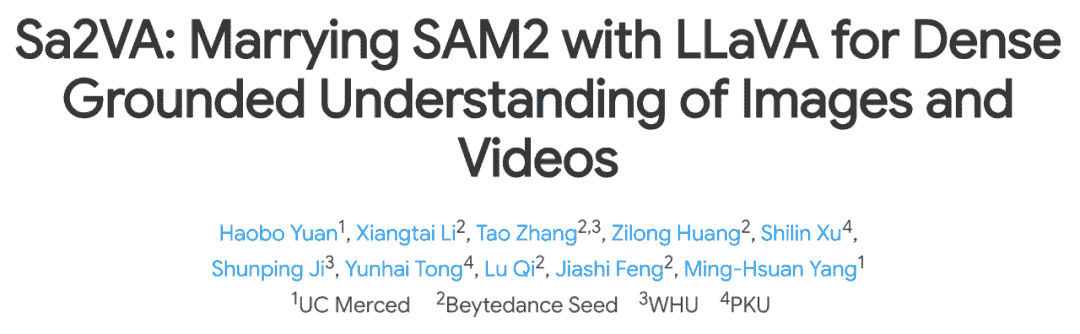 Sa2VA: Marrying SAM2 with LLaVA for Dense
Grounded Understanding of Images and
Videos
Haobo Yuan1, Xiangtai Li2, Tao Zhang2,3, Zilong Huang2, Shilin Xu4,
Shunping Ji3, Yunhai Tong4, Lu Qi2, Jiashi Feng2, Ming-Hsuan Yang1
1UC Merced 2Beytedance Seed 3WHU 4PKU